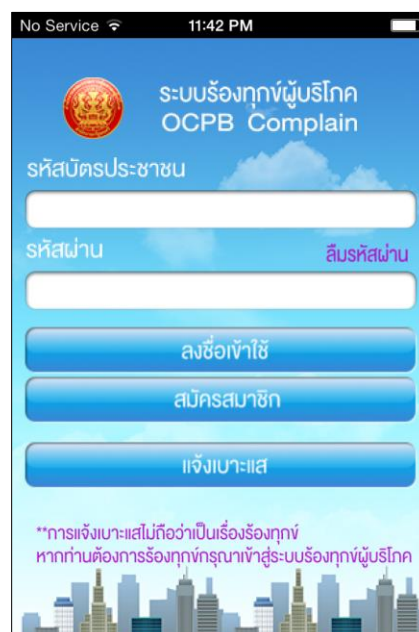 No Service 11:42 PM
ระบบร้องทุกข์ผู้บริโภค
OCPB Complain
รหัสบัตรประชาชน
รหัสผ่าน ลืมรหัสผ่าน
ลงชื่อเข้าใช้
สมัครสมาชิก
แจ้งเบาะแส
**การแจ้งเบาะแสไม่ถือว่าเป็นเรื่องร้องทุกข์
หากท่านต้องการร้องทุกข์กรุณาเข้าสู่ระบบร้องทุกข์ผู้บริโภค